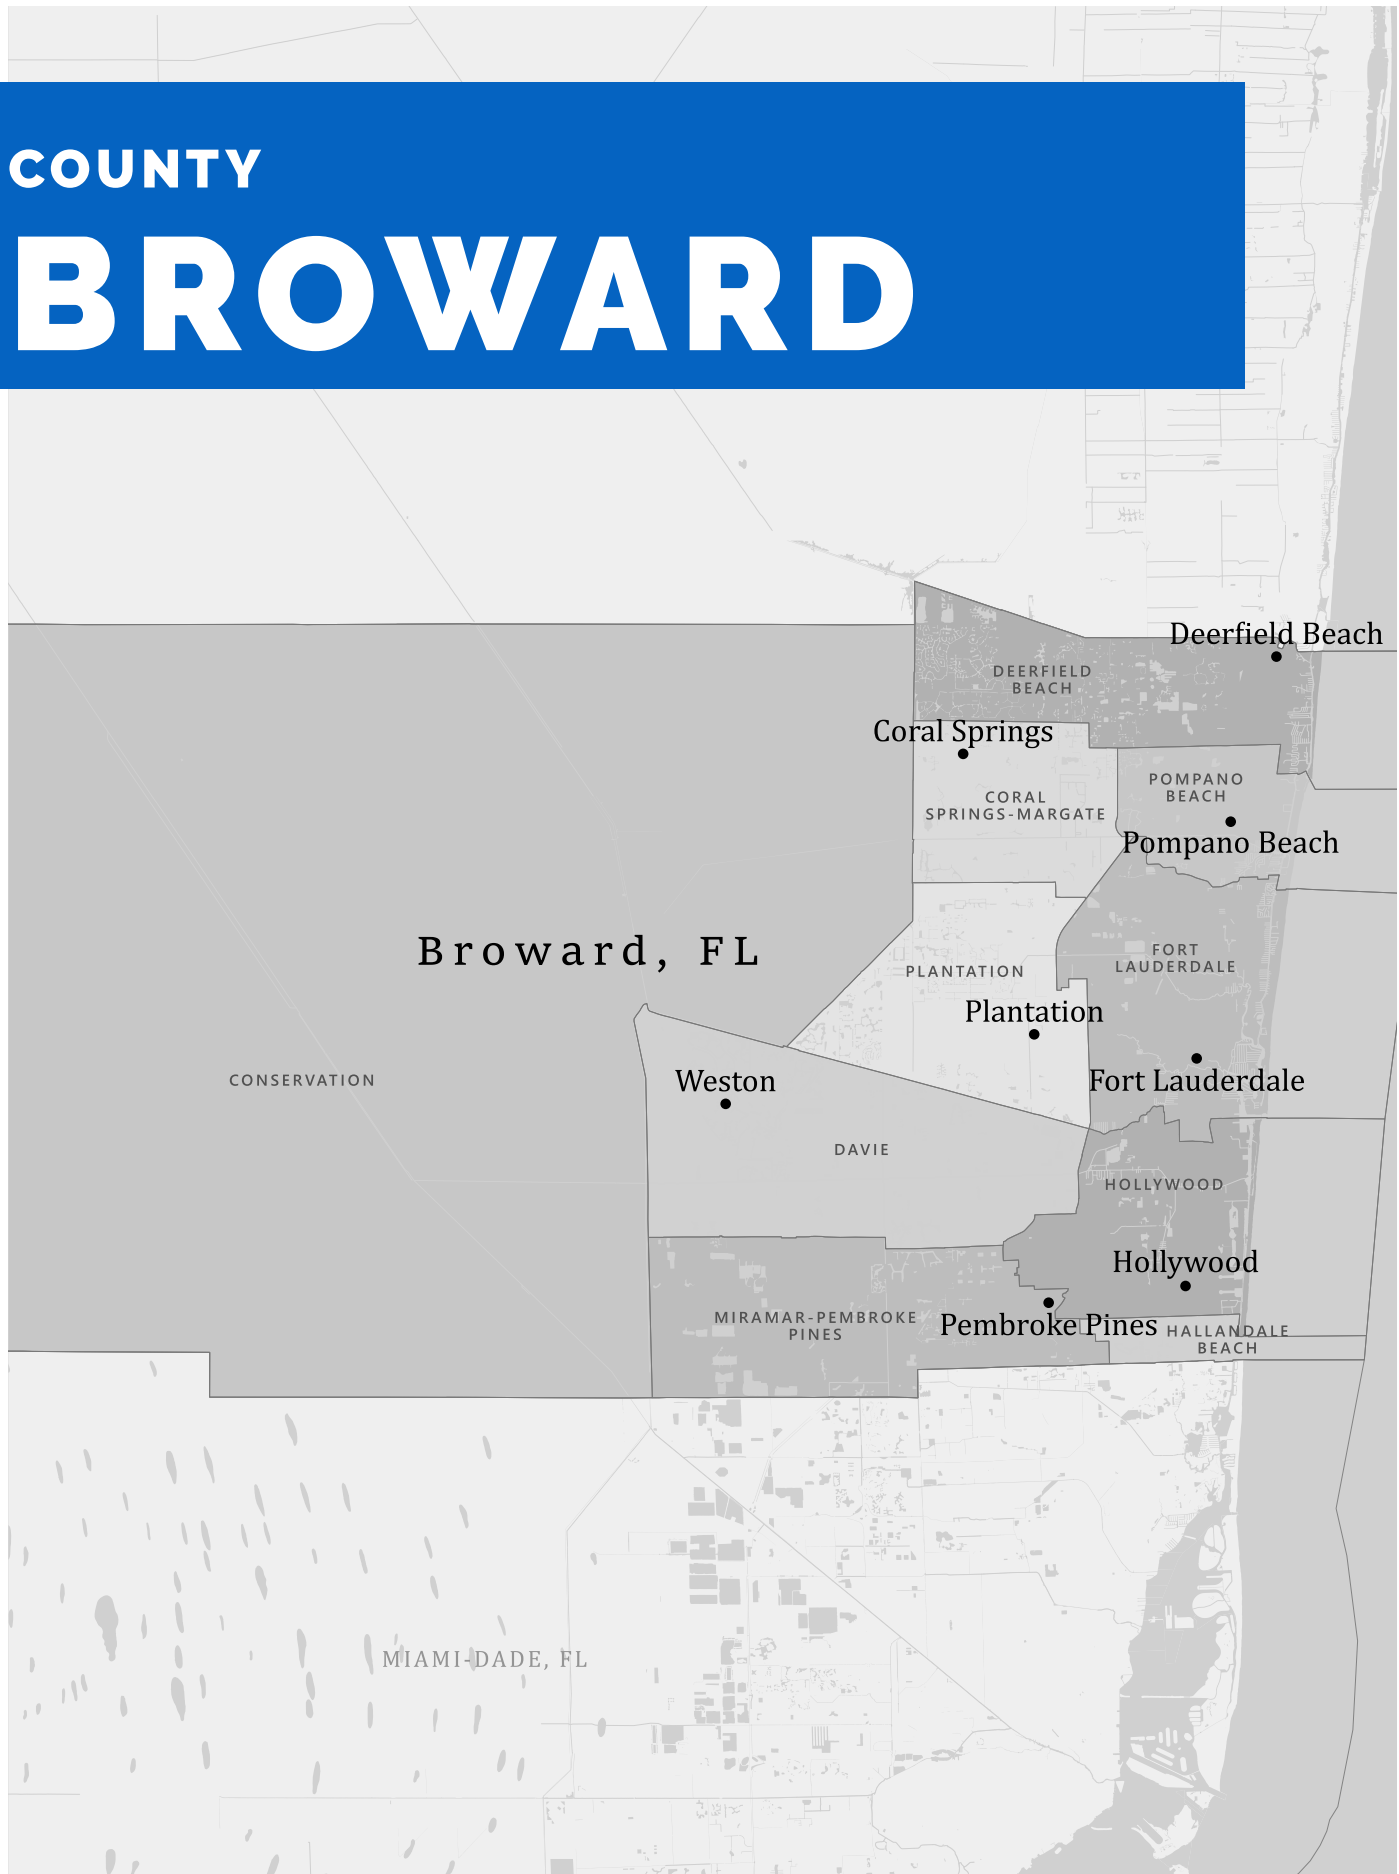 COUNTY
BROWARD
Deerfield Beach
DEERFIELD
BEACH
Coral Springs
POMPANO
BEACH
CORAL
SPRINGS-MARGATE
Pompano Beach
Broward, FL
FORT
LAUDERDALE
PLANTATION
Plantation
CONSERVATION
Weston
Fort Lauderdale
DAVIE
HOLLYWOOD
Hollywood
MIRAMAR-PEMBROKE
PINES
Pembroke Pines
HALLANDALE
BEACH
MIAMI-DADE, FL